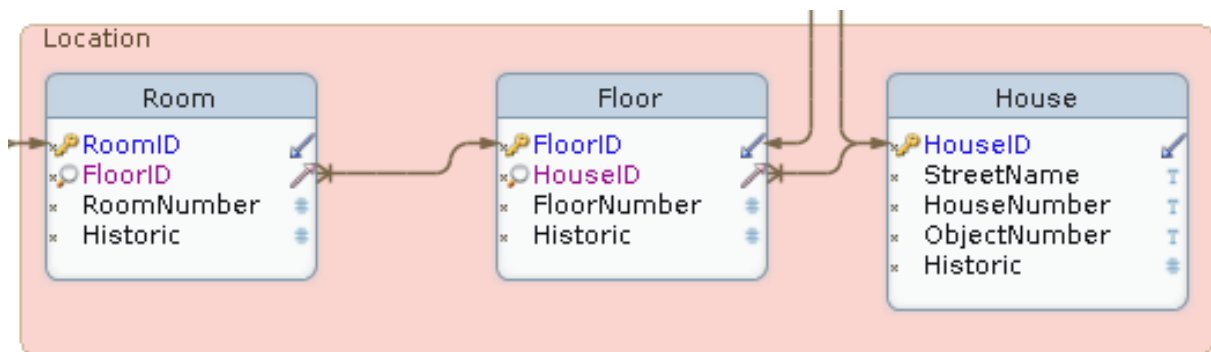 Location
Room
RoomID
FloorID
RoomNumber
Historic
Floor
FloorID
HouseID
FloorNumber
Historic
House
HouseID
StreetName
HouseNumber
ObjectNumber
Historic